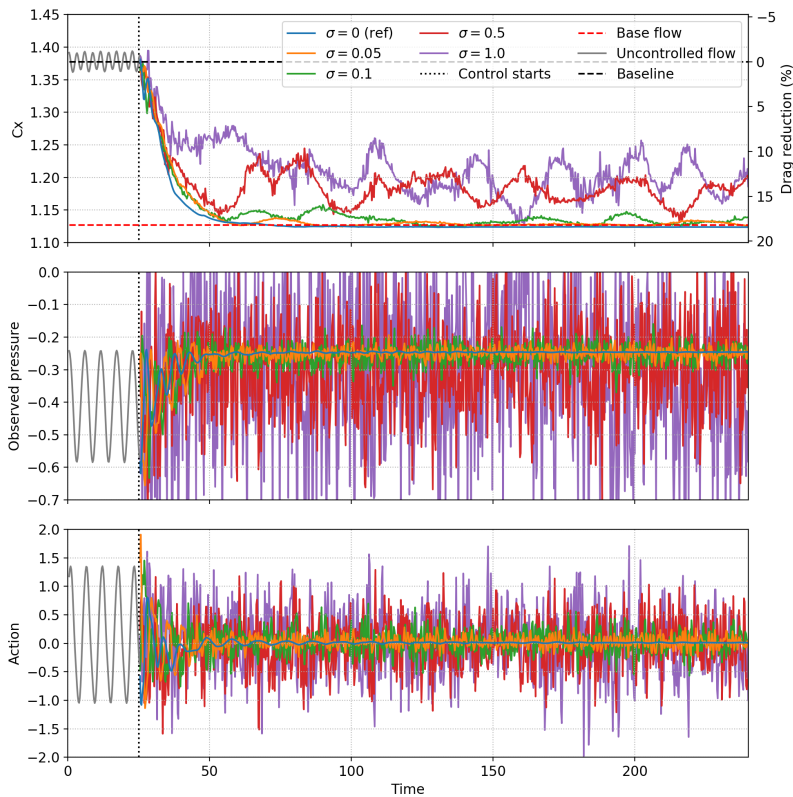 1.45
1.40
1.35
1.30
1.25
1.20
1.15
1.10
Cx
σ = 0 (ref)
σ = 0.05
σ = 0.1
σ = 0.5
σ = 1.0
Control starts
Base flow
Uncontrolled flow
Baseline
−5
0
5
10
15
20
Drag reduction (%)
0.0
−0.1
−0.2
−0.3
−0.4
−0.5
−0.6
−0.7
Observed pressure
2.0
1.5
1.0
0.5
0.0
−0.5
−1.0
−1.5
−2.0
Action
0
50
100
150
200
Time